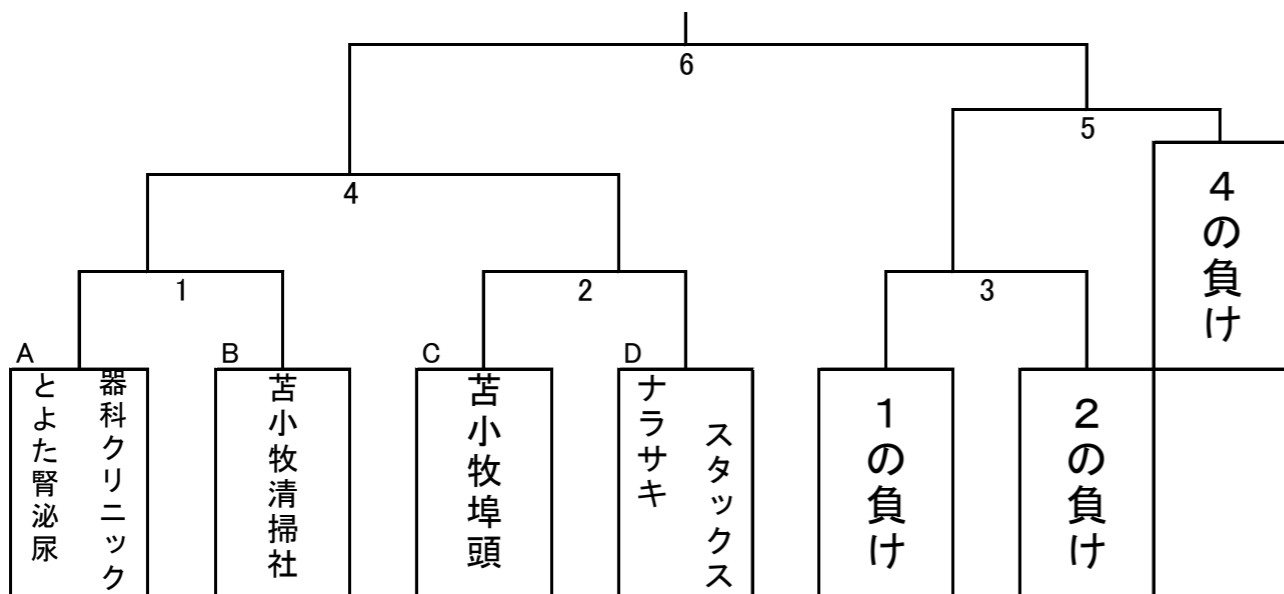 6
5
4
1
2
3
4の負け
A
B
C
D
とよた腎泌尿
器科クリニック
苫小牧清掃社
苫小牧埠頭
ナラサキ
スタックス
1の負け
2の負け